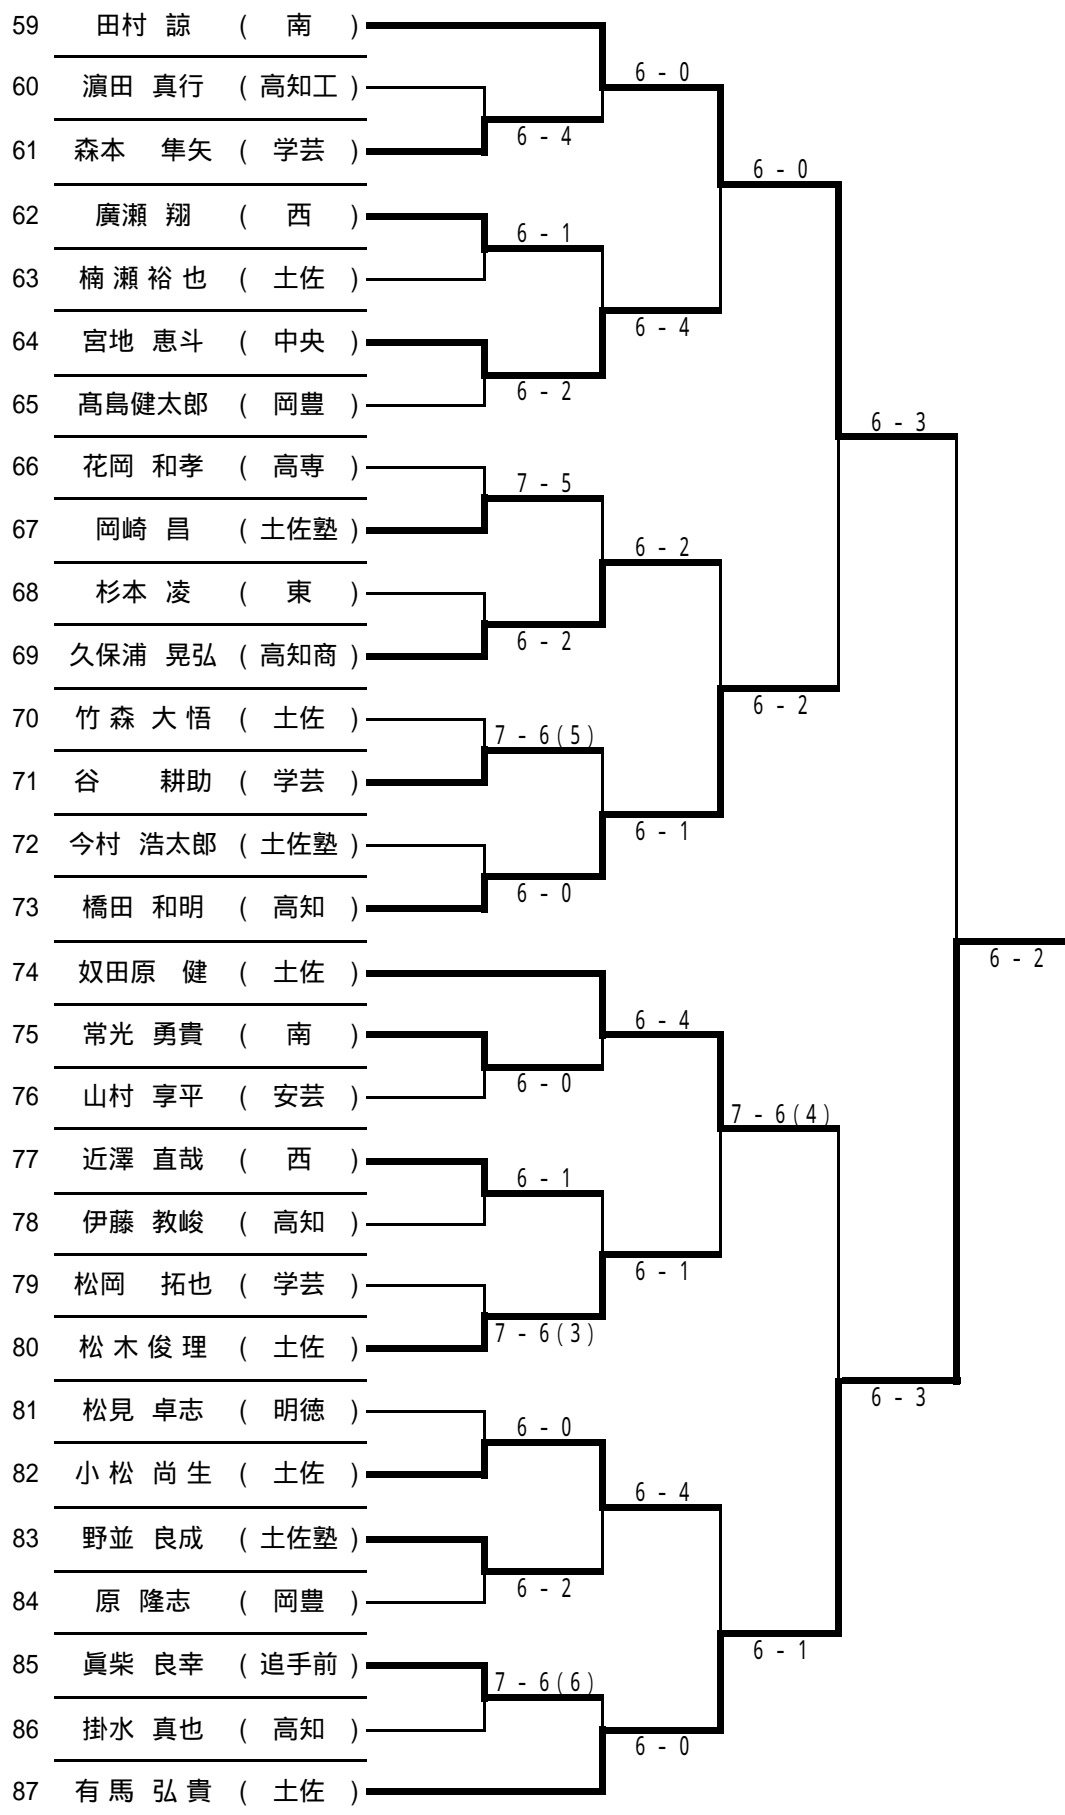 59 田村 諒 ( 南 )
6 - 0
60 濵田 真行 ( 高知工 )
6 - 4
61 森本 隼矢 ( 学芸 )
6 - 0
62 廣瀬 翔 ( 西 )
6 - 1
63 楠瀬裕也 ( 土佐 )
6 - 4
64 宮地 恵斗 ( 中央 )
6 - 2
65 髙島健太郎 ( 岡豊 )
6 - 3
66 花岡 和孝 ( 高専 )
7 - 5
67 岡崎 昌 ( 土佐塾 )
6 - 2
68 杉本 凌 ( 東 )
6 - 2
69 久保浦 晃弘 ( 高知商 )
6 - 2
70 竹森大悟 ( 土佐 )
7 - 6(5)
71 谷 耕助 ( 学芸 )
6 - 1
72 今村 浩太郎 ( 土佐塾 )
6 - 0
73 橋田 和明 ( 高知 )
6 - 2
74 奴田原 健 ( 土佐 )
6 - 4
75 常光 勇貴 ( 南 )
6 - 0
76 山村 享平 ( 安芸 )
7 - 6(4)
77 近澤 直哉 ( 西 )
6 - 1
78 伊藤 教峻 ( 高知 )
6 - 1
79 松岡 拓也 ( 学芸 )
7 - 6(3)
80 松木俊理 ( 土佐 )
6 - 3
81 松見 卓志 ( 明徳 )
6 - 0
82 小松尚生 ( 土佐 )
6 - 4
83 野並 良成 ( 土佐塾 )
6 - 2
84 原 隆志 ( 岡豊 )
6 - 1
85 眞柴 良幸 ( 追手前 )
7 - 6(6)
86 掛水 真也 ( 高知 )
6 - 0
87 有馬弘貴 ( 土佐 )